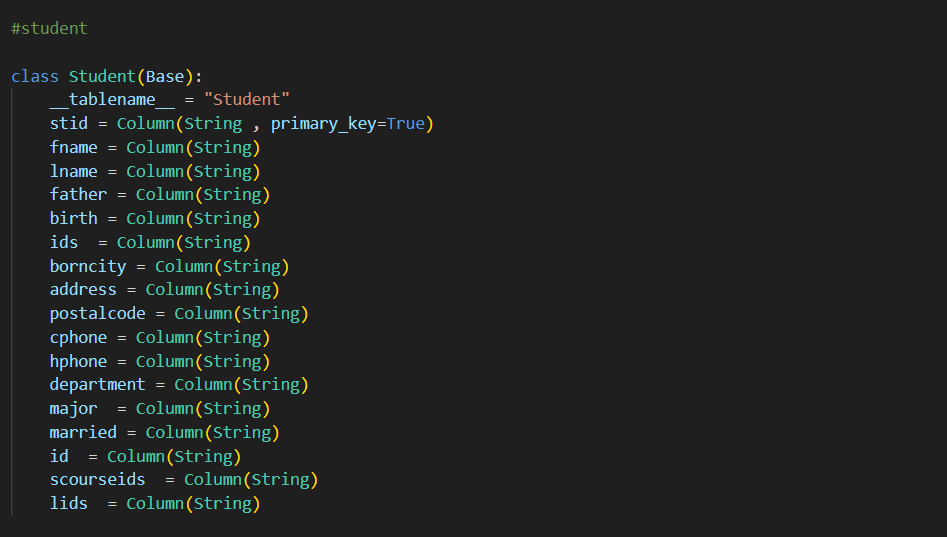 #student
class Student(Base):
    __tablename__ = "Student"
    stid = Column(String , primary_key=True)
    fname = Column(String)
    lname = Column(String)
    father = Column(String)
    birth = Column(String)
    ids  = Column(String)
    borncity = Column(String)
    address = Column(String)
    postalcode = Column(String)
    cphone = Column(String)
    hphone = Column(String)
    department = Column(String)
    major  = Column(String)
    married = Column(String)
    id  = Column(String)
    scourseids  = Column(String)
    lids  = Column(String)